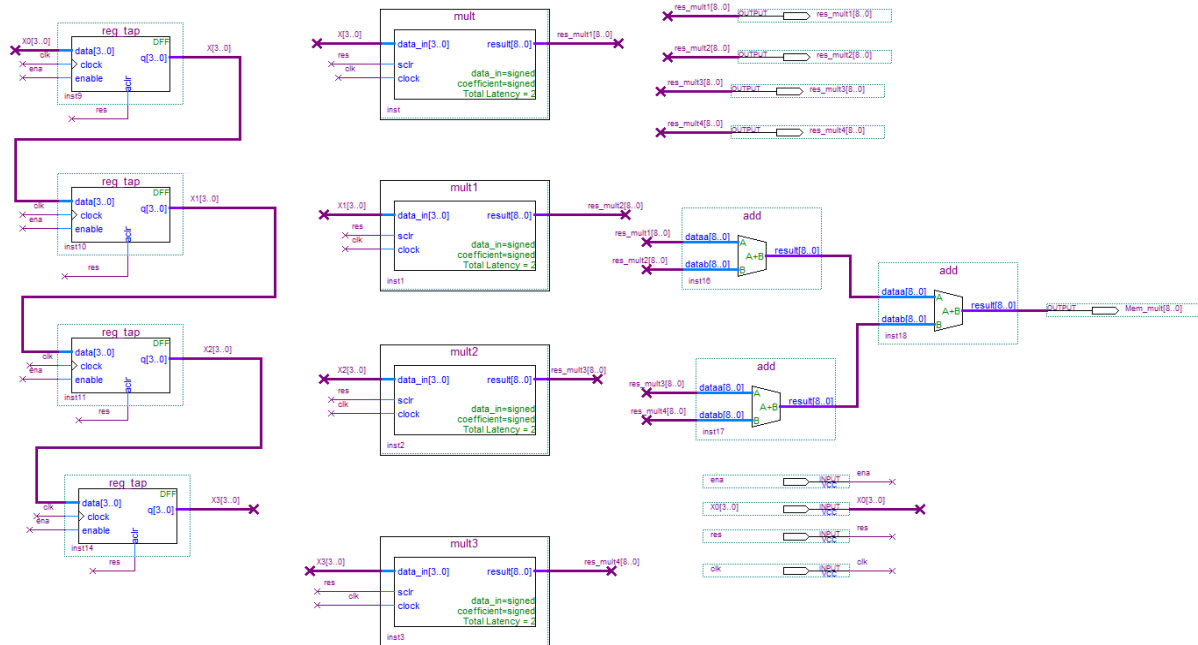 reg_tap
X0[3..0]
clk
ena
data[3..0]
clock
enable
DFF
q[3..0]
aclr
inst9
res
X[3..0]
reg_tap
clk
ena
data[3..0]
clock
enable
DFF
q[3..0]
aclr
inst10
res
X1[3..0]
reg_tap
clk
ena
data[3..0]
clock
enable
DFF
q[3..0]
aclr
inst11
res
X2[3..0]
reg_tap
clk
ena
data[3..0]
clock
enable
DFF
q[3..0]
aclr
inst14
res
X3[3..0]
mult
X[3..0]
res
clk
data_in[3..0]
sclr
clock
result[8..0]
data_in=signed
coefficient=signed
Total Latency = 2
inst
res_mult1[8..0]
mult1
X1[3..0]
res
clk
data_in[3..0]
sclr
clock
result[8..0]
data_in=signed
coefficient=signed
Total Latency = 2
inst1
res_mult2[8..0]
mult2
X2[3..0]
res
clk
data_in[3..0]
sclr
clock
result[8..0]
data_in=signed
coefficient=signed
Total Latency = 2
inst2
res_mult3[8..0]
mult3
X3[3..0]
res
clk
data_in[3..0]
sclr
clock
result[8..0]
data_in=signed
coefficient=signed
Total Latency = 2
inst3
res_mult4[8..0]
res_mult1[8..0] OUTPUT res_mult1[8..0]
res_mult2[8..0] OUTPUT res_mult2[8..0]
res_mult3[8..0] OUTPUT res_mult3[8..0]
res_mult4[8..0] OUTPUT res_mult4[8..0]
add
res_mult1[8..0]
res_mult2[8..0]
dataa[8..0]
datab[8..0]
A
A+B
B
result[8..0]
inst16
add
dataa[8..0]
datab[8..0]
A
A+B
B
result[8..0]
inst18
OUTPUT Mem_mult[8..0]
add
res_mult3[8..0]
res_mult4[8..0]
dataa[8..0]
datab[8..0]
A
A+B
B
result[8..0]
inst17
ena INPUT VCC ena
X0[3..0] INPUT VCC X0[3..0]
res INPUT VCC res
clk INPUT VCC clk